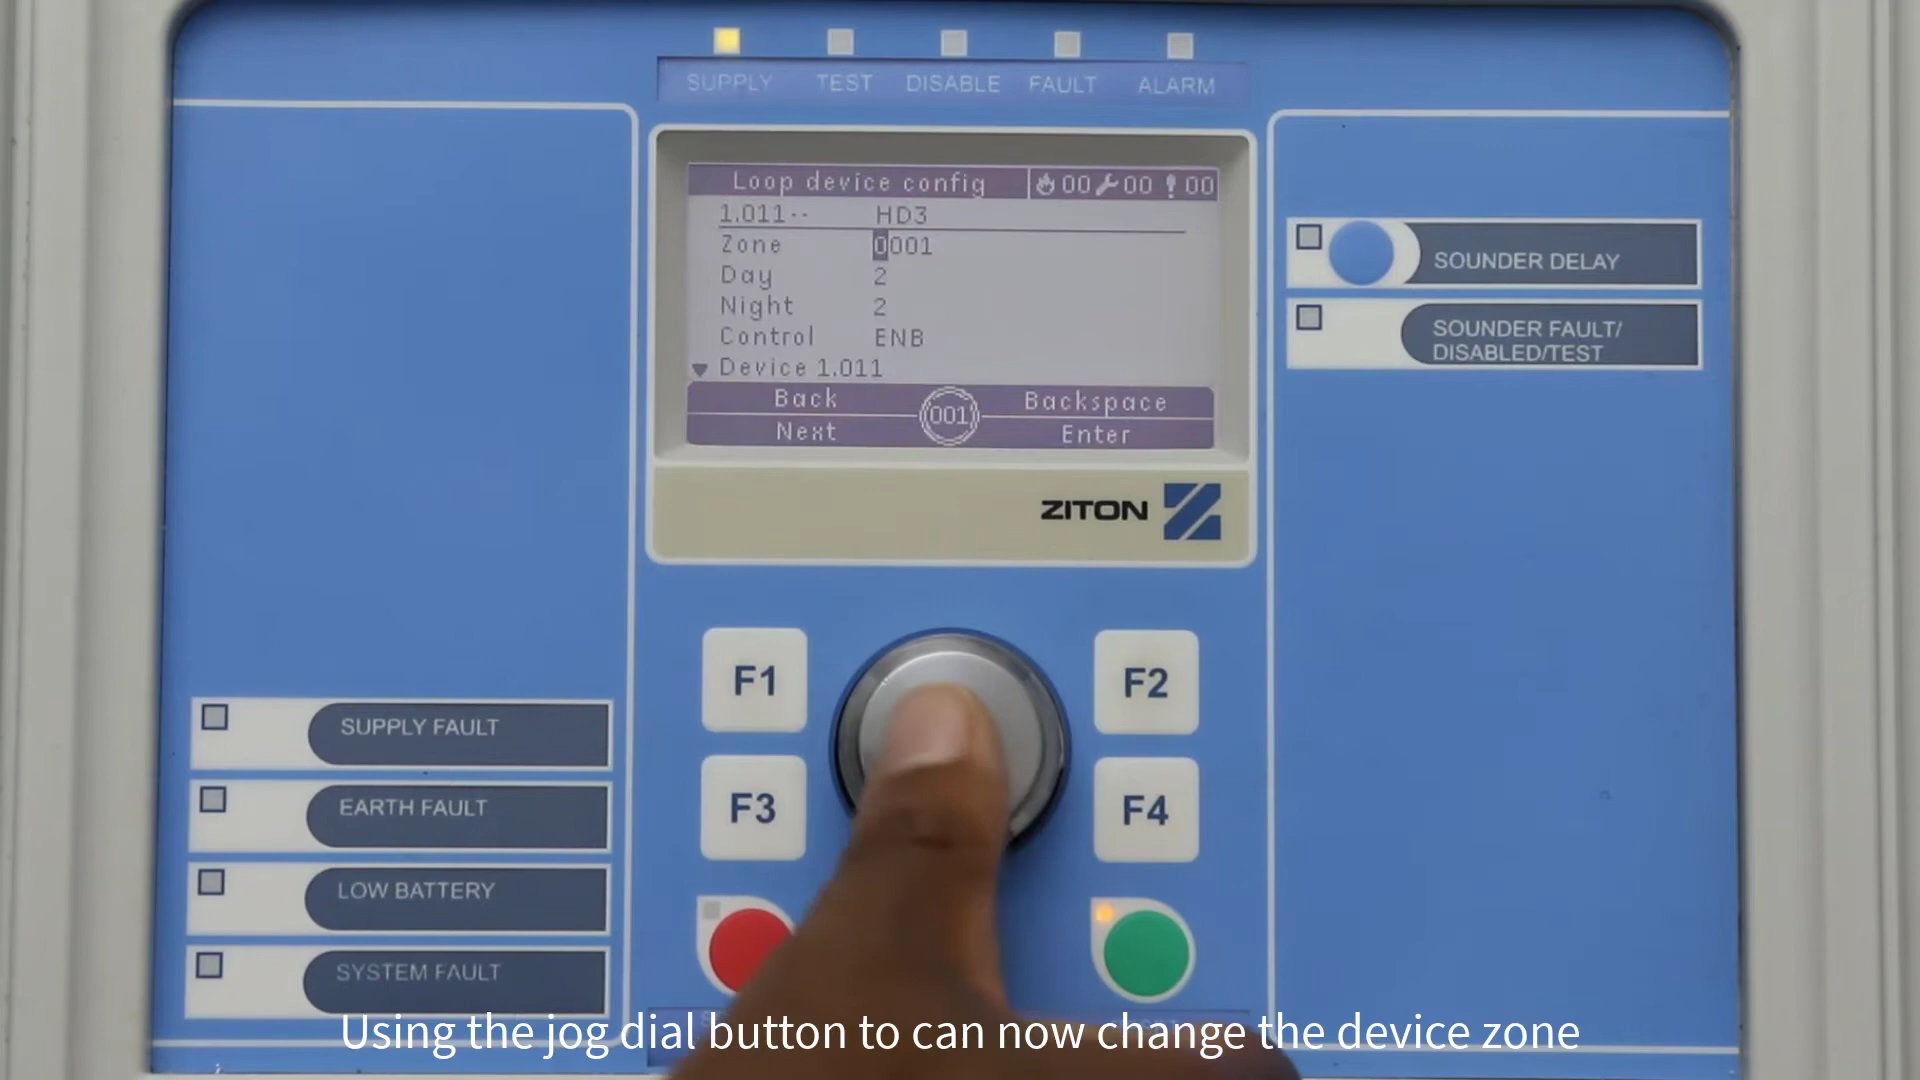 SUPPLY TEST DISABLE FAULT ALARM
Loop device config 00 00 00
1.011-- HD3
Zone 0001
Day 2
Night 2
Control ENB
Device 1.011
Back Backspace
001
Next Enter
ZITON
SOUNDER DELAY
SOUNDER FAULT/
DISABLED/TEST
F1 F2
F3 F4
SUPPLY FAULT
EARTH FAULT
LOW BATTERY
SYSTEM FAULT
Using the jog dial button to can now change the device zone